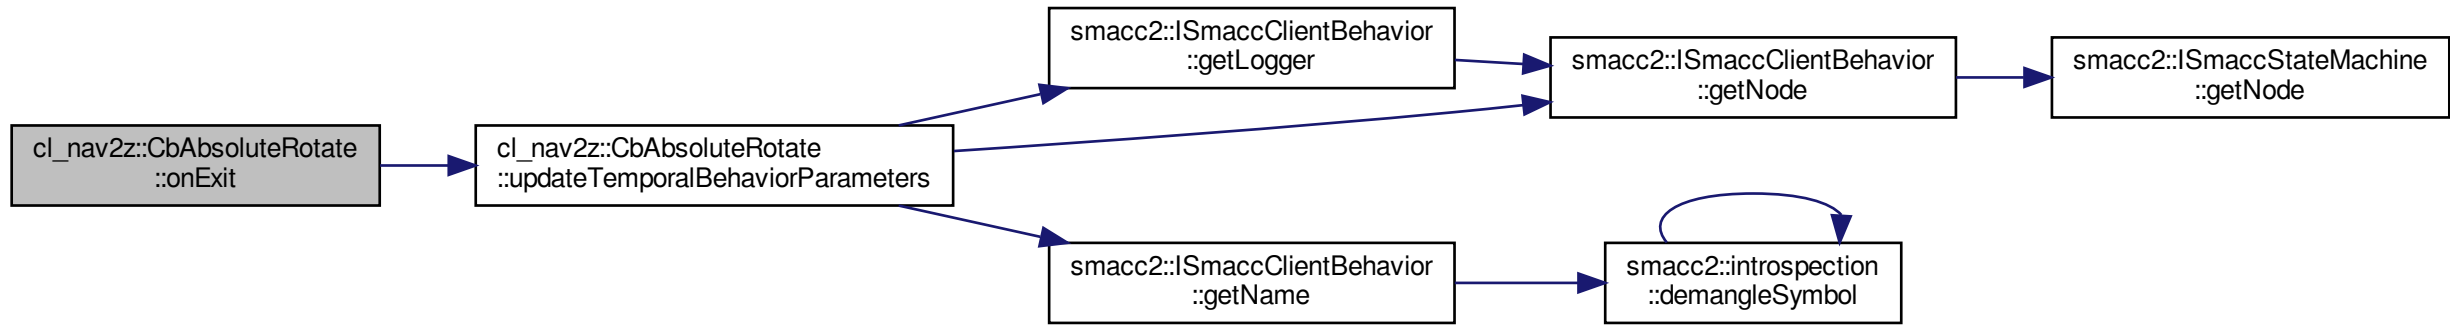 cl_nav2z::CbAbsoluteRotate
::onExit
cl_nav2z::CbAbsoluteRotate
::updateTemporalBehaviorParameters
smacc2::ISmaccClientBehavior
::getLogger
smacc2::ISmaccClientBehavior
::getNode
smacc2::ISmaccStateMachine
::getNode
smacc2::ISmaccClientBehavior
::getName
smacc2::introspection
::demangleSymbol